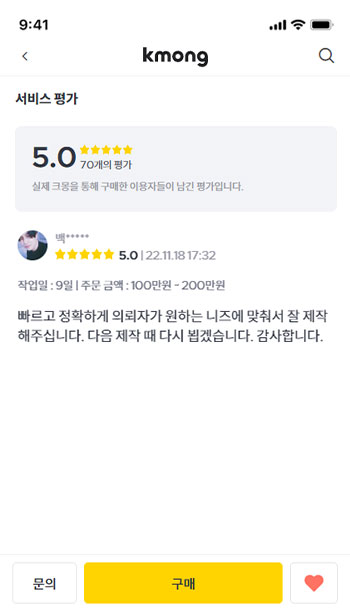 9:41
kmong
서비스 평가
5.0
70개의 평가
실제 크몽을 통해 구매한 이용자들이 남긴 평가입니다.
백*****
5.0 | 22.11.18 17:32
작업일 : 9일 | 주문 금액 : 100만원 ~ 200만원
빠르고 정확하게 의뢰자가 원하는 니즈에 맞춰서 잘 제작
해주십니다. 다음 제작 때 다시 뵙겠습니다. 감사합니다.
문의
구매